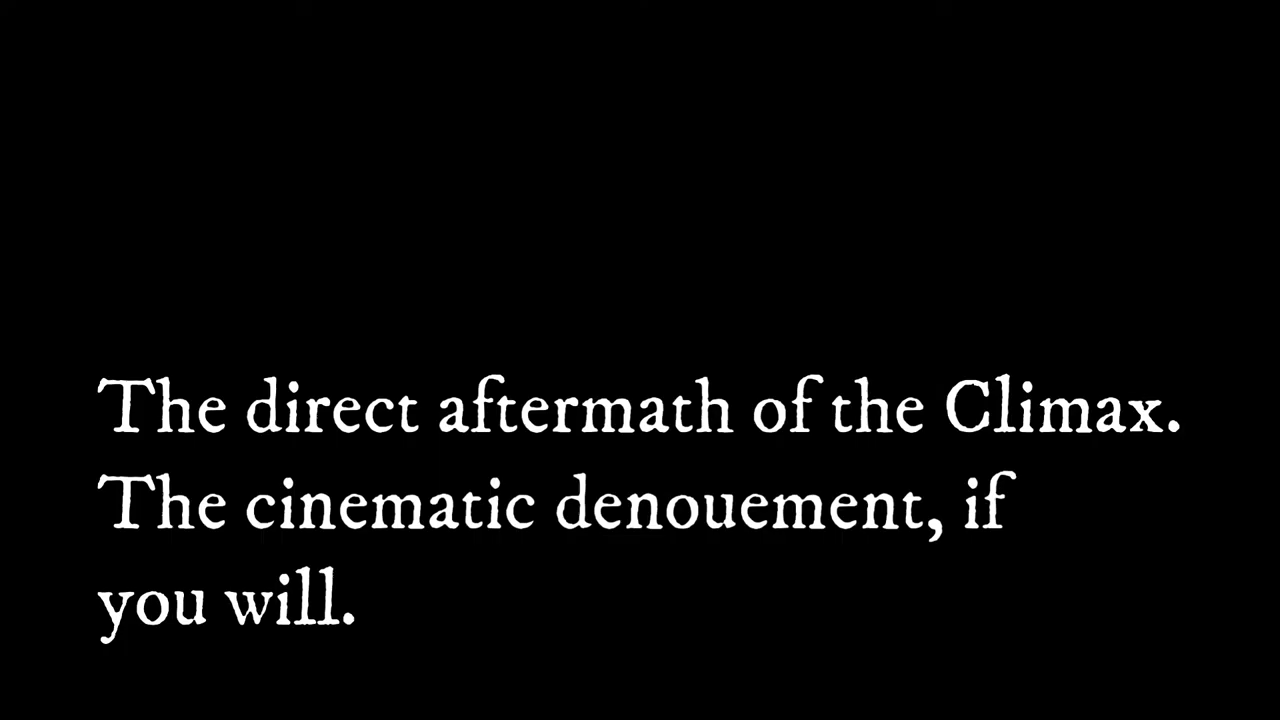 The direct aftermath of the Climax.
The cinematic denouement, if
you will.